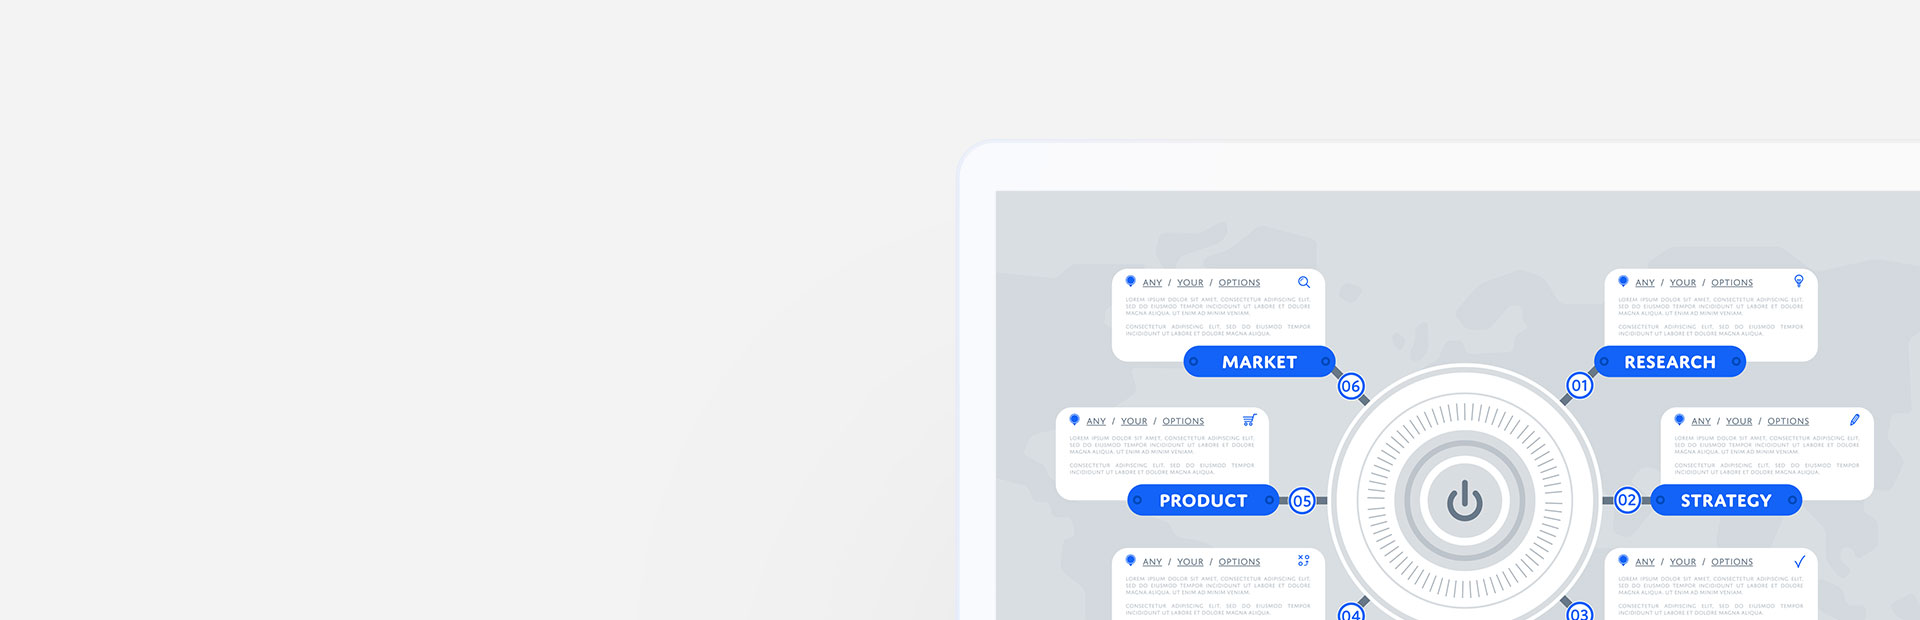 ANY / YOUR / OPTIONS
LOREM IPSUM DOLOR SIT AMET, CONSECTETUR ADIPISCING ELIT,
SED DO EIUSMOD TEMPOR INCIDIDUNT UT LABORE ET DOLORE
MAGNA ALIQUA. UT ENIM AD MINIM VENIAM.
CONSECTETUR ADIPISCING ELIT, SED DO EIUSMOD TEMPOR
INCIDIDUNT UT LABORE ET DOLORE MAGNA ALIQUA.
MARKET
06
ANY / YOUR / OPTIONS
LOREM IPSUM DOLOR SIT AMET, CONSECTETUR ADIPISCING ELIT,
SED DO EIUSMOD TEMPOR INCIDIDUNT UT LABORE ET DOLORE
MAGNA ALIQUA. UT ENIM AD MINIM VENIAM.
CONSECTETUR ADIPISCING ELIT, SED DO EIUSMOD TEMPOR
INCIDIDUNT UT LABORE ET DOLORE MAGNA ALIQUA.
RESEARCH
01
ANY / YOUR / OPTIONS
LOREM IPSUM DOLOR SIT AMET, CONSECTETUR ADIPISCING ELIT,
SED DO EIUSMOD TEMPOR INCIDIDUNT UT LABORE ET DOLORE
MAGNA ALIQUA. UT ENIM AD MINIM VENIAM.
CONSECTETUR ADIPISCING ELIT, SED DO EIUSMOD TEMPOR
INCIDIDUNT UT LABORE ET DOLORE MAGNA ALIQUA.
PRODUCT
05
ANY / YOUR / OPTIONS
LOREM IPSUM DOLOR SIT AMET, CONSECTETUR ADIPISCING ELIT,
SED DO EIUSMOD TEMPOR INCIDIDUNT UT LABORE ET DOLORE
MAGNA ALIQUA. UT ENIM AD MINIM VENIAM.
CONSECTETUR ADIPISCING ELIT, SED DO EIUSMOD TEMPOR
INCIDIDUNT UT LABORE ET DOLORE MAGNA ALIQUA.
02
STRATEGY
ANY / YOUR / OPTIONS
LOREM IPSUM DOLOR SIT AMET, CONSECTETUR ADIPISCING ELIT,
SED DO EIUSMOD TEMPOR INCIDIDUNT UT LABORE ET DOLORE
MAGNA ALIQUA. UT ENIM AD MINIM VENIAM.
CONSECTETUR ADIPISCING ELIT, SED DO EIUSMOD TEMPOR
INCIDIDUNT UT LABORE ET DOLORE MAGNA ALIQUA.
04
ANY / YOUR / OPTIONS
LOREM IPSUM DOLOR SIT AMET, CONSECTETUR ADIPISCING ELIT,
SED DO EIUSMOD TEMPOR INCIDIDUNT UT LABORE ET DOLORE
MAGNA ALIQUA. UT ENIM AD MINIM VENIAM.
CONSECTETUR ADIPISCING ELIT, SED DO EIUSMOD TEMPOR
INCIDIDUNT UT LABORE ET DOLORE MAGNA ALIQUA.
03